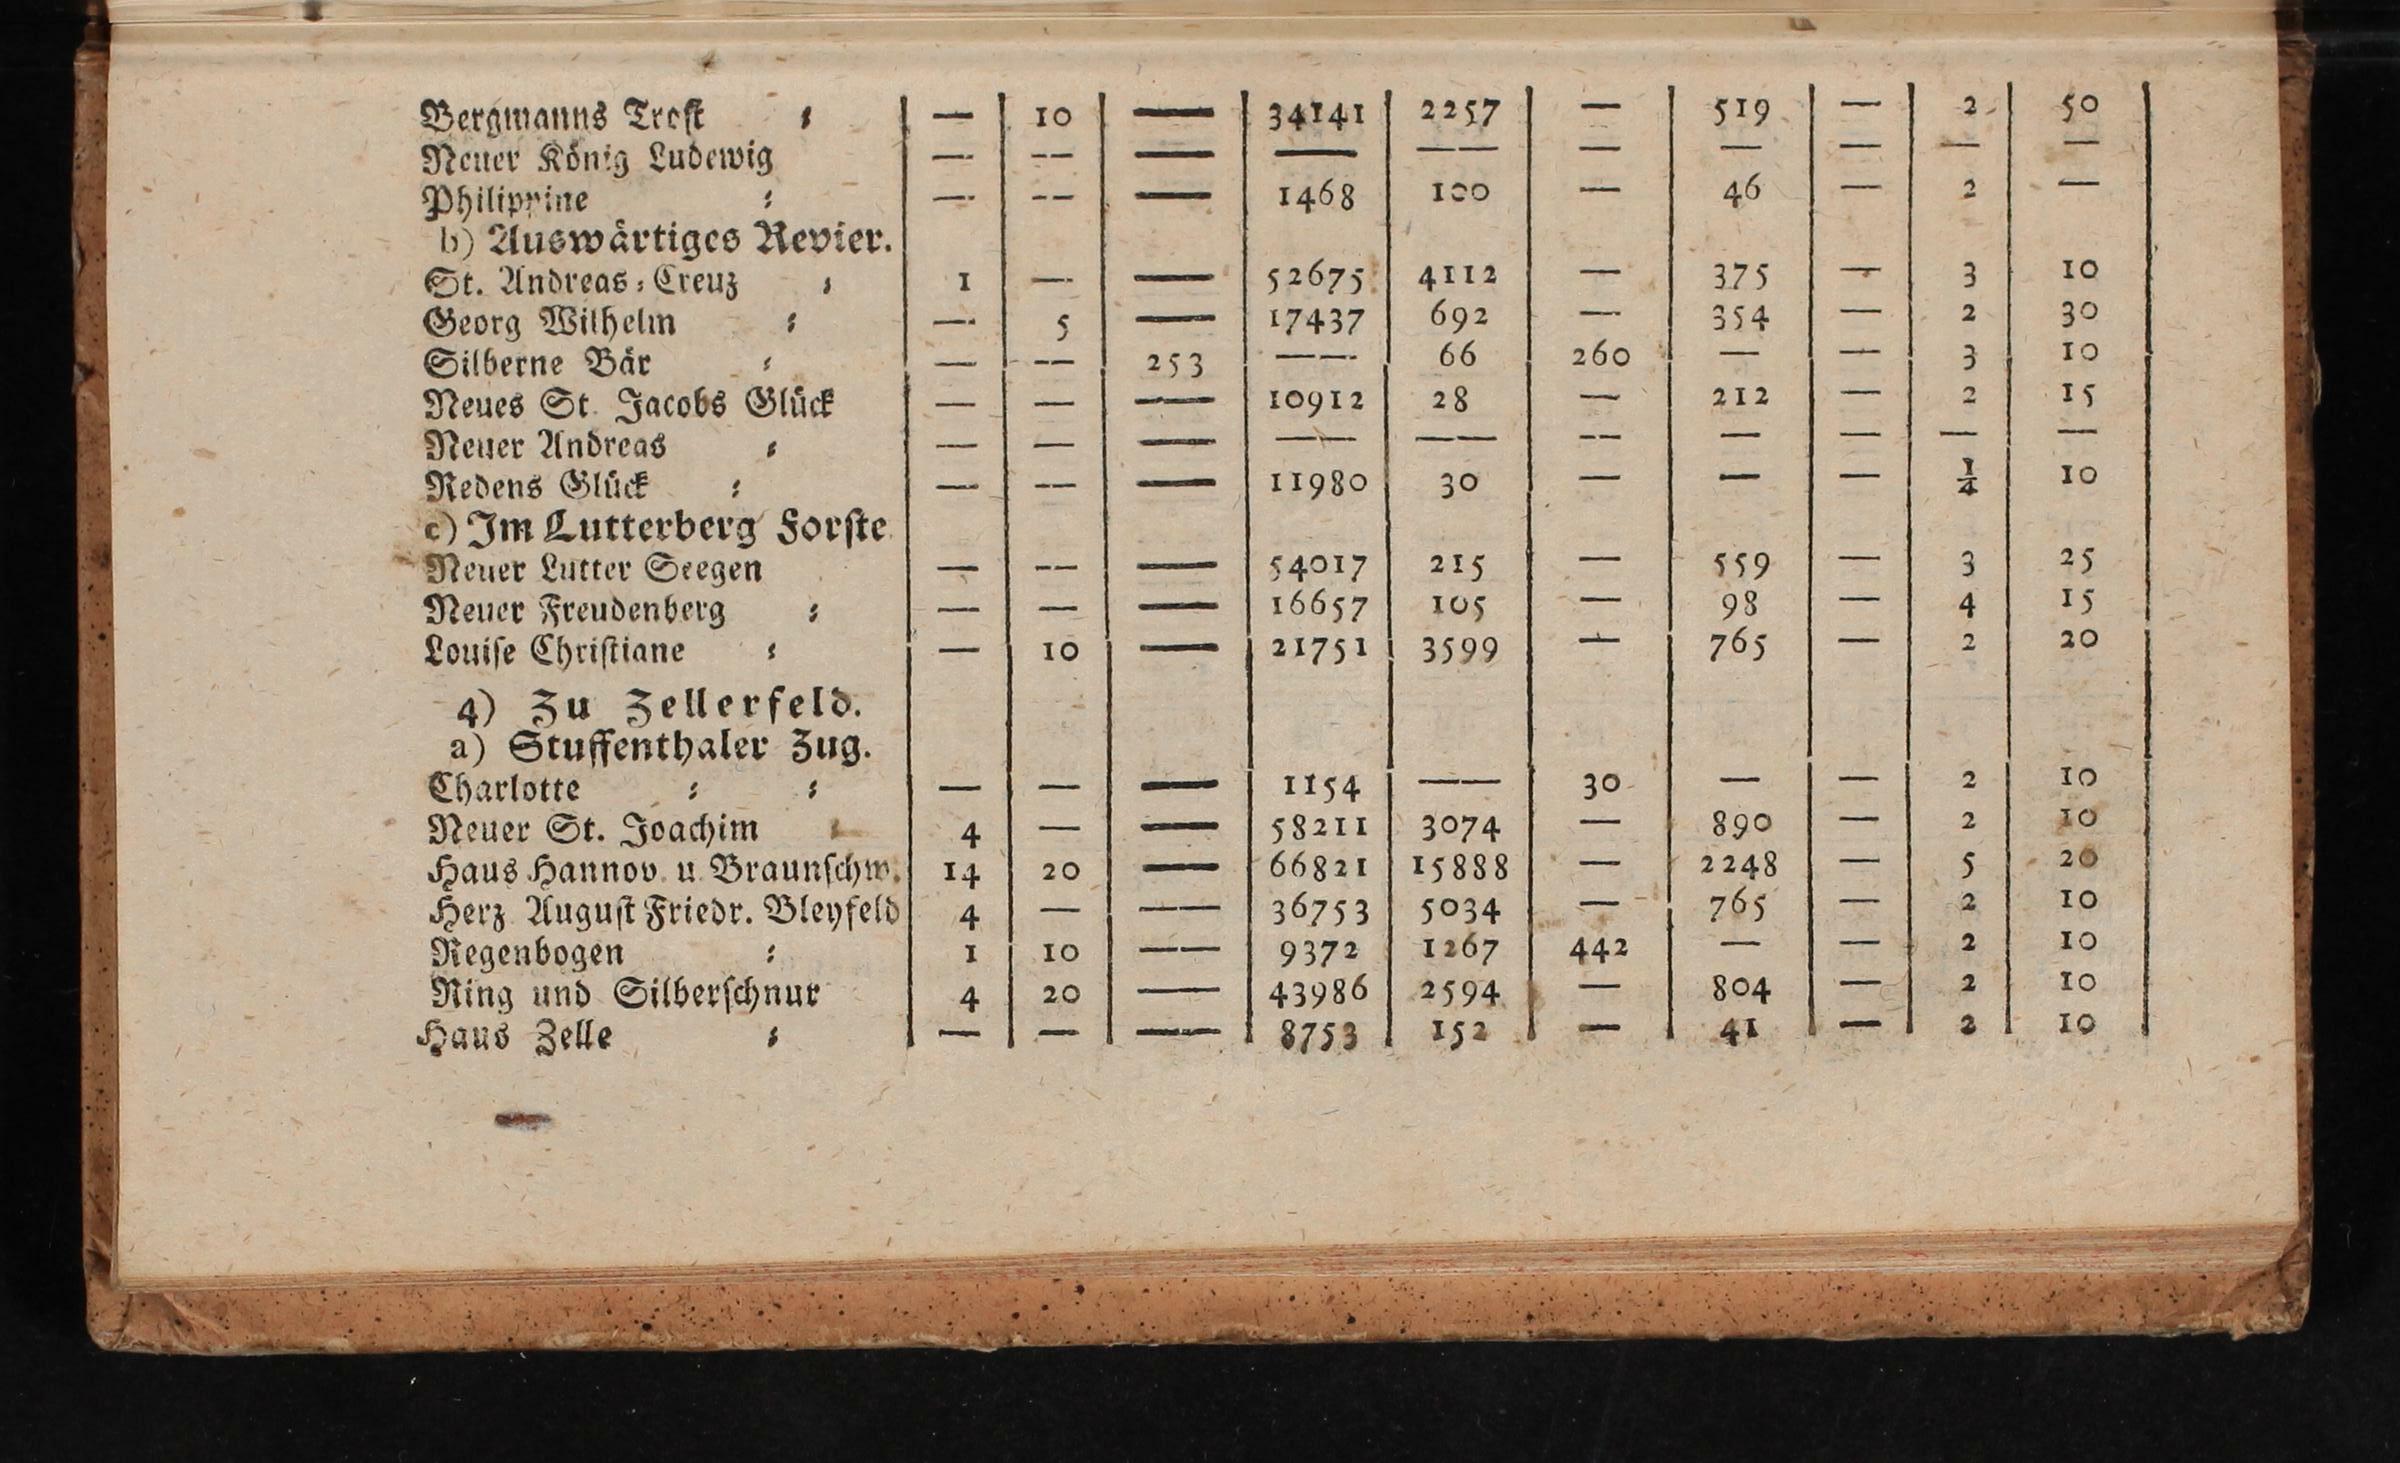 Bergmanns Trost ⸗ — 10 — 34141 2257 — 519 — 2 50
Neuer König Ludewig — — — — — — — — — —
Philippine ⸗ — — — 1468 100 — 46 — 2 —
b) Auswärtiges Revier.
St. Andreas⸗Creuz ⸗ 1 — — 52675 4112 — 375 — 3 10
Georg Wilhelm ⸗ — 5 — 17437 692 — 354 — 2 30
Silberne Bär ⸗ — — 253 — 66 260 — — 3 10
Neues St. Jacobs Glück — — — 10912 28 — 212 — 2 15
Neuer Andreas ⸗ — — — — — — — — — —
Redens Glück ⸗ — — — 11980 30 — — — ¼ 10
c) Im Lutterberg Forste
Neuer Lutter Seegen — — — 54017 215 — 559 — 3 25
Neuer Freudenberg ⸗ — — — 16657 105 — 98 — 4 15
Louiſe Chriſtiane ⸗ — 10 — 21751 3599 — 765 — 2 20
4) Zu Zellerfeld.
a) Stuffenthaler Zug.
Charlotte ⸗ ⸗ — — — 1154 — 30 — — 2 10
Neuer St. Joachim ⸗ 4 — — 58211 3074 — 890 — 2 10
Haus Hannov. u. Braunſchw. 14 20 — 66821 15888 — 2248 — 5 20
Herz. Auguſt Friedr. Bleyfeld 4 — — 36753 5034 — 765 — 2 10
Regenbogen ⸗ 1 10 — 9372 1267 442 — — 2 10
Ring und Silberſchnur 4 20 — 43986 2594 — 804 — 2 10
Haus Zelle ⸗ — — — 8753 152 — 41 — 2 10